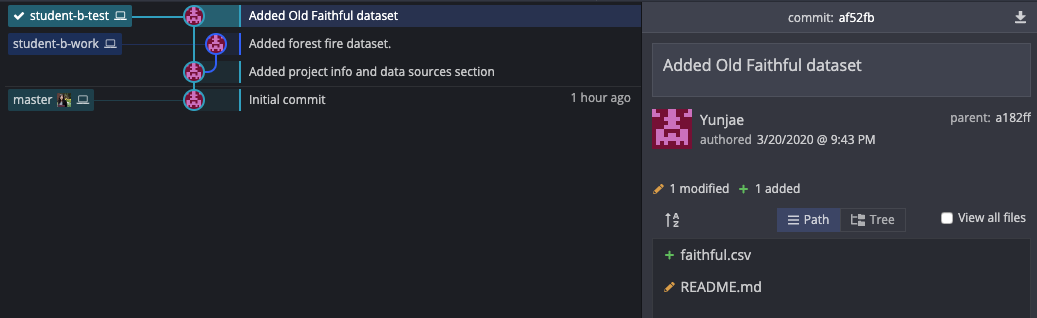 student-b-test
Added Old Faithful dataset
student-b-work
Added forest fire dataset.
Added project info and data sources section
master
Initial commit
1 hour ago
commit: af52fb
Added Old Faithful dataset
Yunjae
parent: a182ff
authored 3/20/2020 @ 9:43 PM
1 modified + 1 added
A
Z
Path
Tree
View all files
+ faithful.csv
README.md